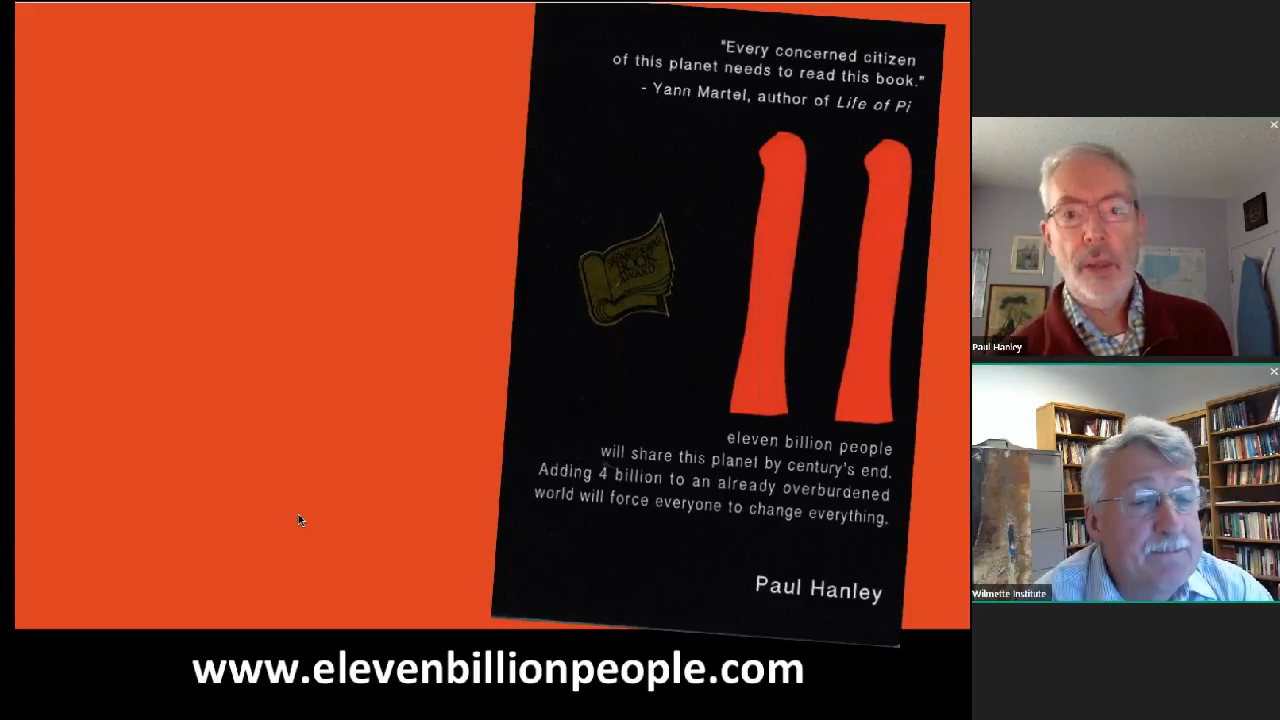 "Every concerned citizen
of this planet needs to read this book."
- Yann Martel, author of Life of Pi
11
BOOK
AWARD
eleven billion people
will share this planet by century's end.
Adding 4 billion to an already overburdened
world will force everyone to change everything.
Paul Hanley
www.elevenbillionpeople.com
Paul Hanley
Wilmette Institute